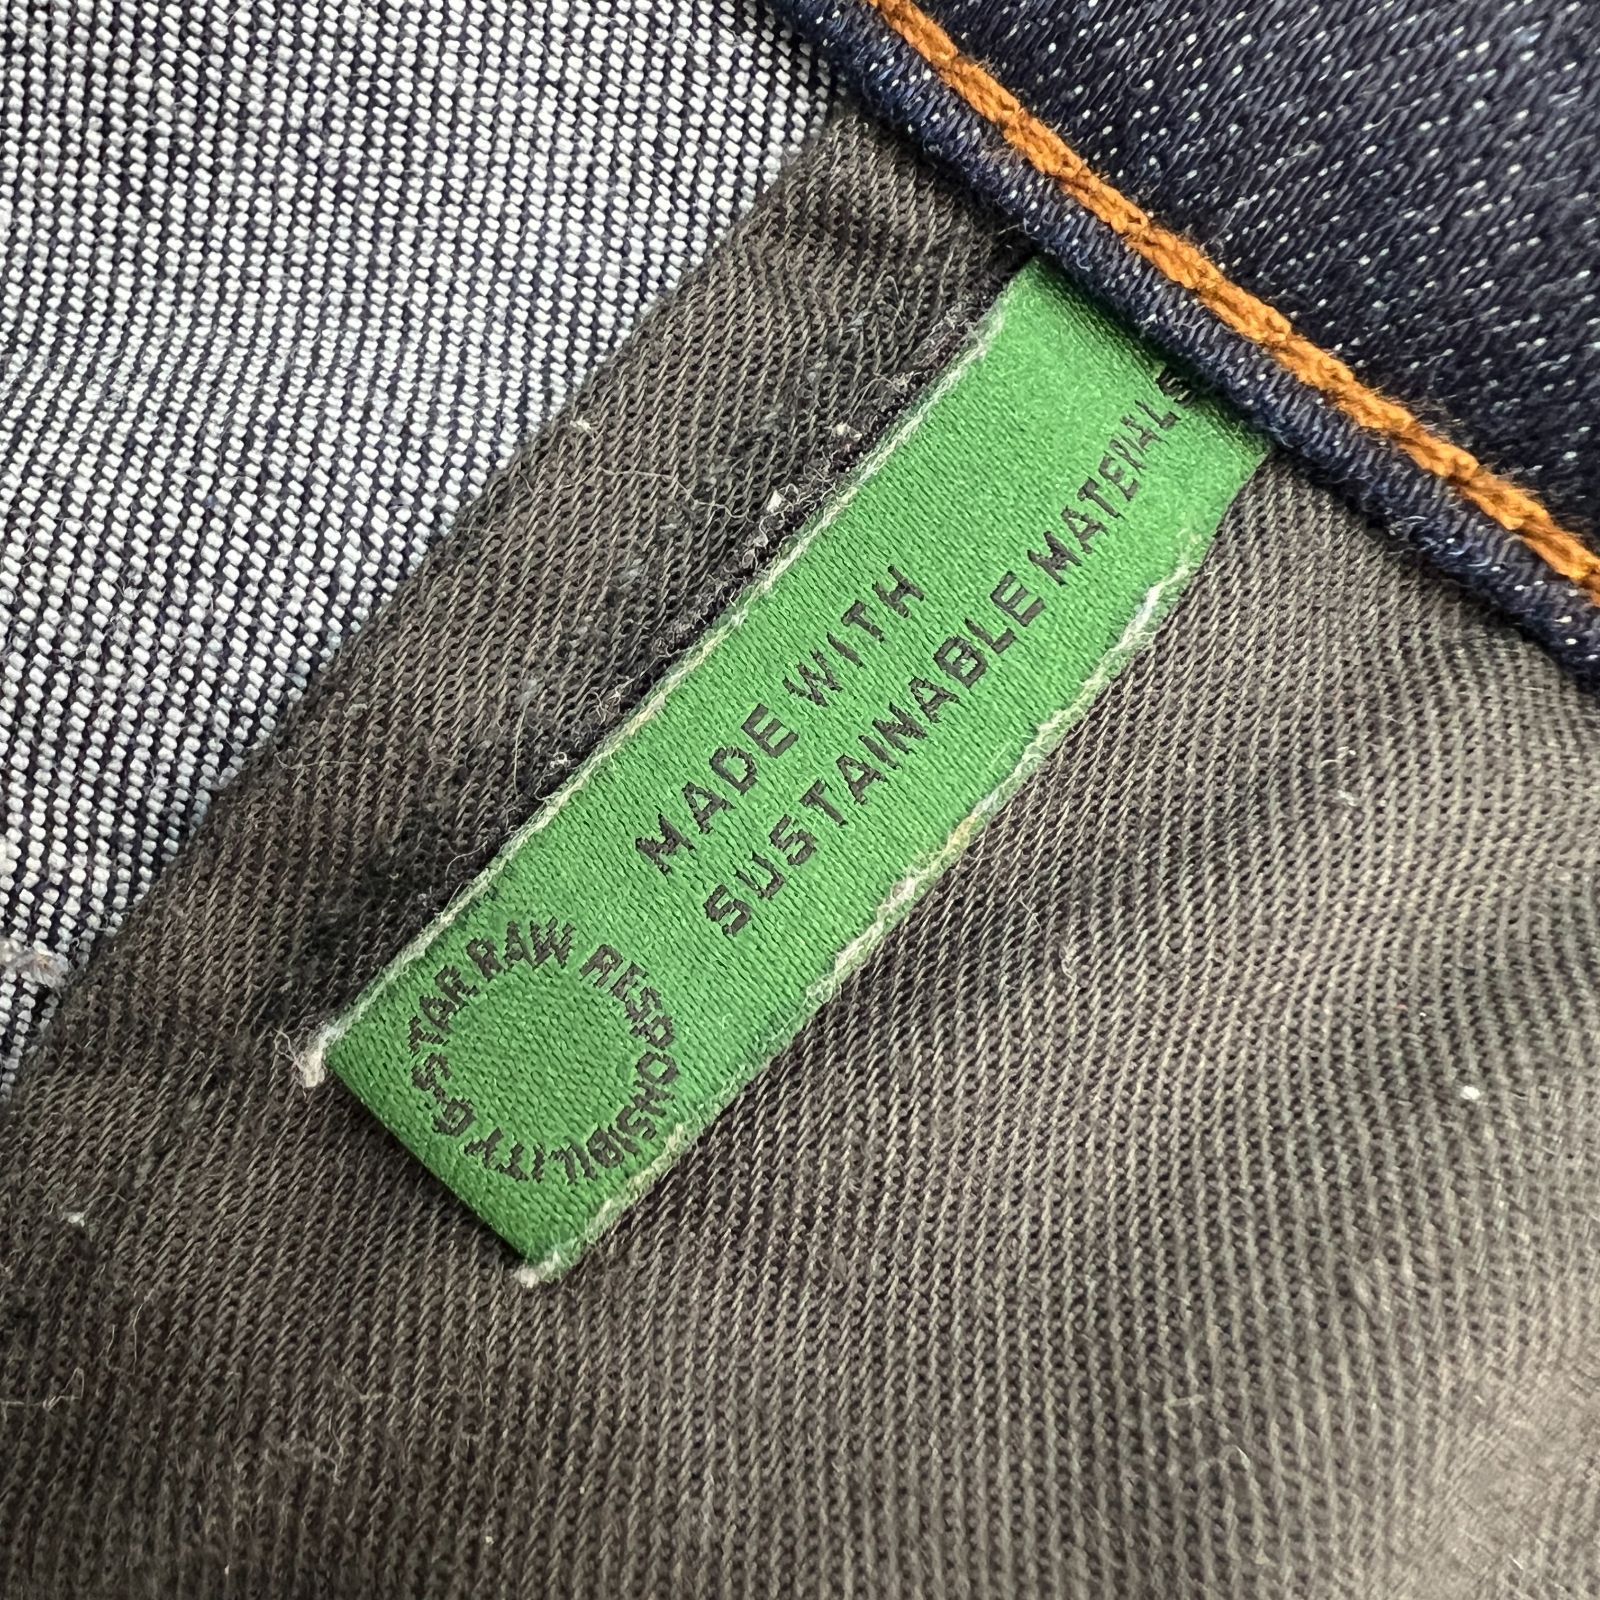 MADE WITH
SUSTAINABLE MATERIALS
G-STAR RAW RESPONSIBILITY